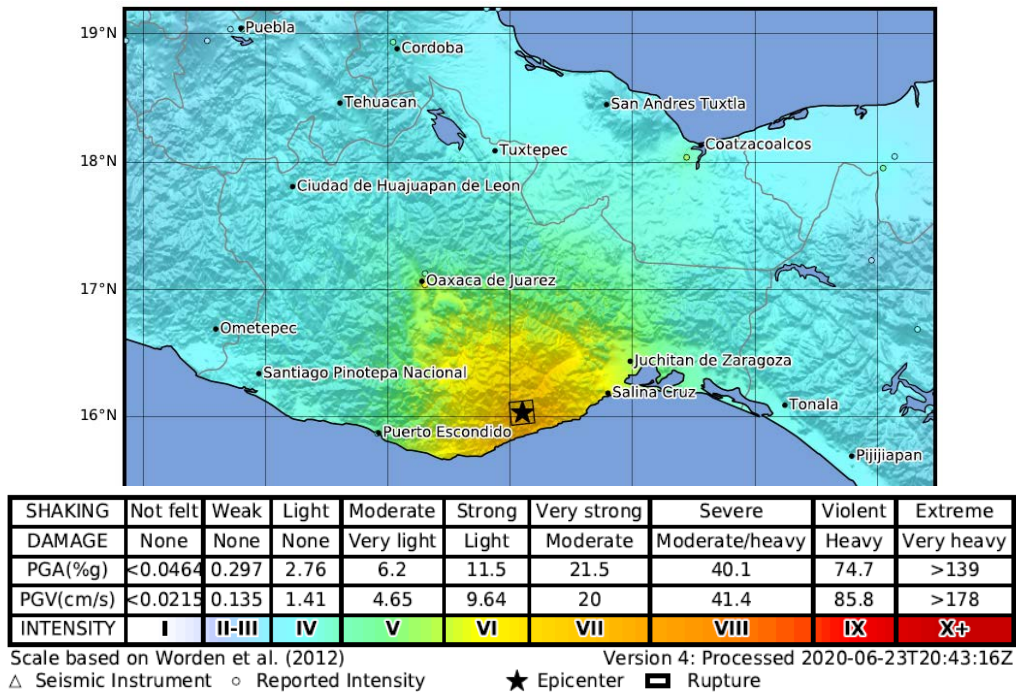 19°N
Puebla
Cordoba
Tehuacan
San Andres Tuxtla
Coatzacoalcos
Tuxtepec
18°N
Ciudad de Huajuapan de Leon
Oaxaca de Juarez
17°N
Ometepec
Juchitan de Zaragoza
Santiago Pinotepa Nacional
Salina Cruz
Tonala
16°N
Puerto Escondido
Pijijiapan
SHAKING Not felt Weak Light Moderate Strong Very strong Severe Violent Extreme
DAMAGE None None None Very light Light Moderate Moderate/heavy Heavy Very heavy
PGA(%g) <0.0464 0.297 2.76 6.2 11.5 21.5 40.1 74.7 >139
PGV(cm/s) <0.0215 0.135 1.41 4.65 9.64 20 41.4 85.8 >178
INTENSITY I II-III IV V VI VII VIII IX X+
Scale based on Worden et al. (2012) Version 4: Processed 2020-06-23T20:43:16Z
△ Seismic Instrument ○ Reported Intensity ★ Epicenter Rupture